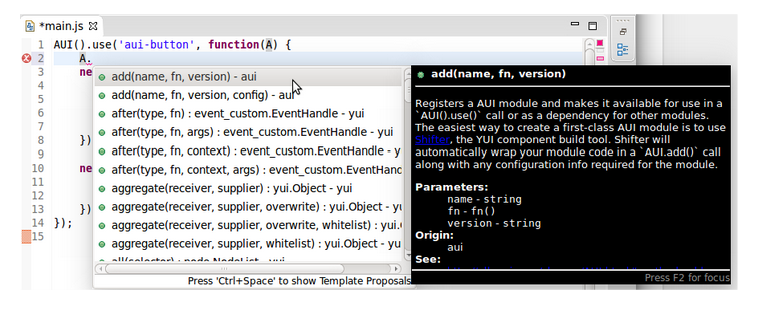 *main.js
1 AUI().use('aui-button', function(A) {
2 A.
3 ne
4
5
6
7
8 })
9
10 ne
11
12
13 })
14 });
15
add(name, fn, version) - aui
add(name, fn, version, config) - aui
after(type, fn) : event_custom.EventHandle - yui
after(type, fn, args) : event_custom.EventHandle - yui
after(type, fn, context) : event_custom.EventHandle - y
after(type, fn, context, args) : event_custom.EventHand
aggregate(receiver, supplier) : yui.Object - yui
aggregate(receiver, supplier, overwrite) : yui.Object - yu
aggregate(receiver, supplier, overwrite, whitelist) : yui.
aggregate(receiver, supplier, whitelist) : yui.Object - yu
all(selector) : node.NodeList - yui
Press 'Ctrl+Space' to show Template Proposals
add(name, fn, version)
Registers a AUI module and makes it available for use in a
`AUI().use()` call or as a dependency for other modules.
The easiest way to create a first-class AUI module is to use
Shifter, the YUI component build tool. Shifter will
automatically wrap your module code in a `AUI.add()` call
along with any configuration info required for the module.
Parameters:
name - string
fn - fn()
version - string
Origin:
aui
See:
Press F2 for focus